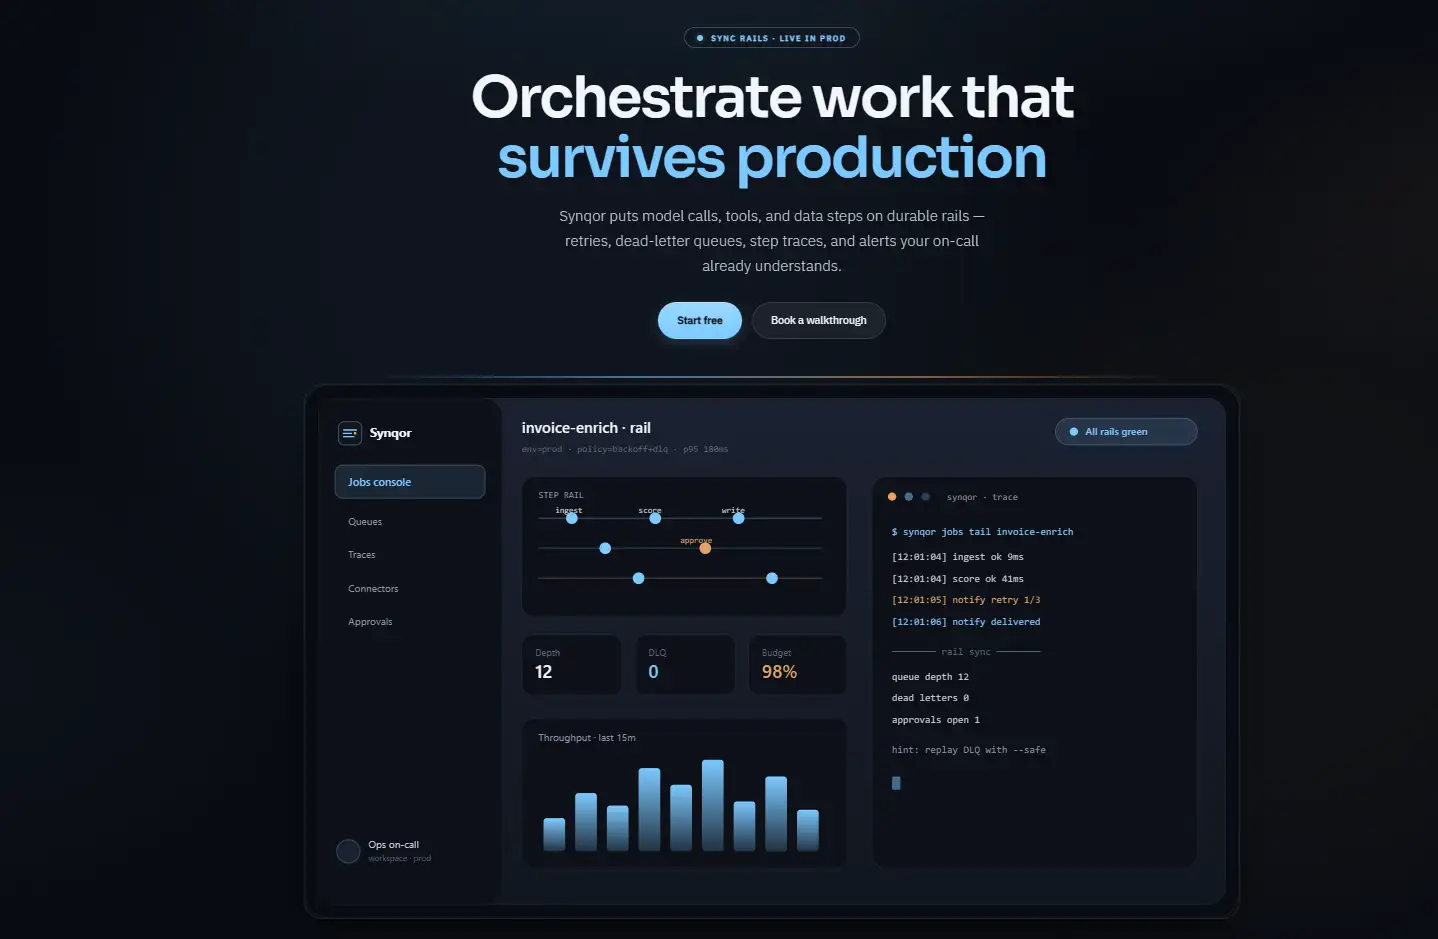 SYNC RAILS · LIVE IN PROD
Orchestrate work that
survives production
Synqor puts model calls, tools, and data steps on durable rails —
retries, dead-letter queues, step traces, and alerts your on-call
already understands.
Start free
Book a walkthrough
Synqor
Jobs console
Queues
Traces
Connectors
Approvals
Ops on-call
workspace · prod
invoice-enrich · rail
env=prod · policy=backoff+dlq · p95 180ms
All rails green
STEP RAIL
ingest
score
write
approve
Depth
12
DLQ
0
Budget
98%
Throughput · last 15m
synqor · trace
$ synqor jobs tail invoice-enrich
[12:01:04] ingest ok 9ms
[12:01:04] score ok 41ms
[12:01:05] notify retry 1/3
[12:01:06] notify delivered
──────── rail sync ────────
queue depth 12
dead letters 0
approvals open 1
hint: replay DLQ with --safe